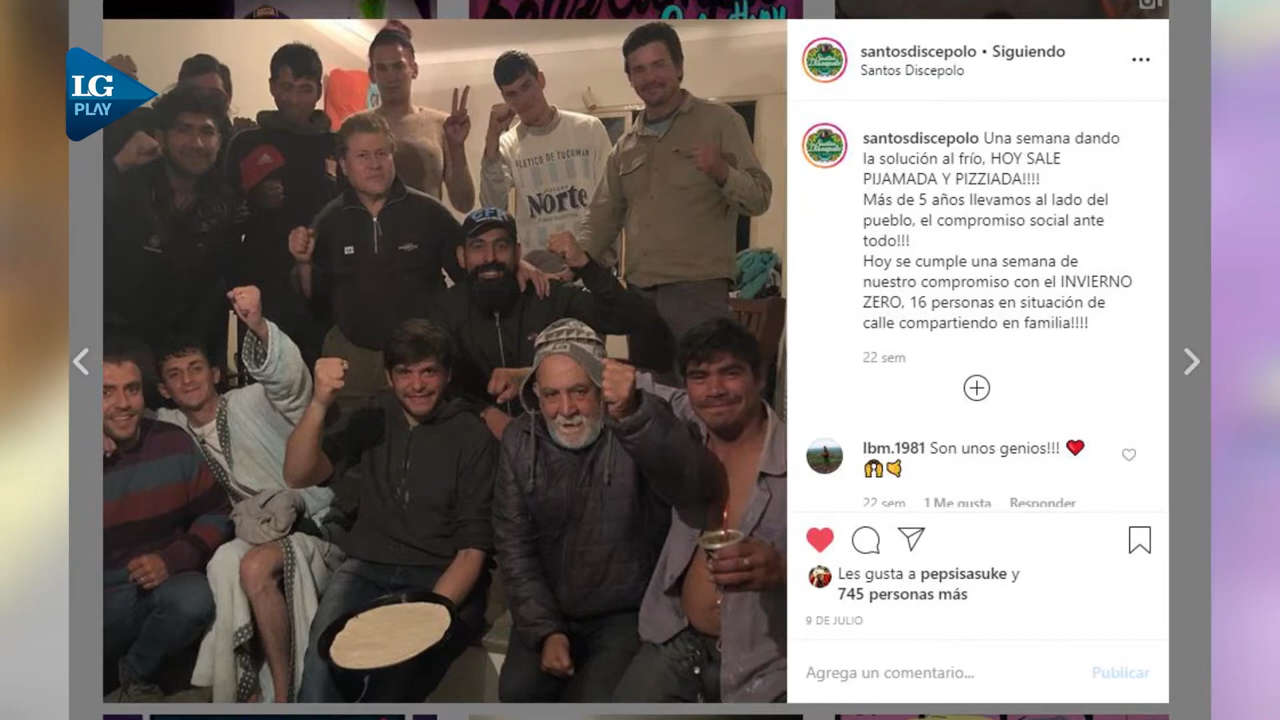 LG
PLAY
ATLETICO DE TUCUMAN
Norte
santosdiscepolo • Siguiendo
Santos Discepolo
santosdiscepolo Una semana dando
la solución al frío, HOY SALE
PIJAMADA Y PIZZIADA!!!!
Más de 5 años llevamos al lado del
pueblo, el compromiso social ante
todo!!!
Hoy se cumple una semana de
nuestro compromiso con el INVIERNO
ZERO, 16 personas en situación de
calle compartiendo en familia!!!!
22 sem
lbm.1981 Son unos genios!!!
22 sem 1 Me gusta Responder
Les gusta a pepsisasuke y
745 personas más
9 DE JULIO
Agrega un comentario... Publicar